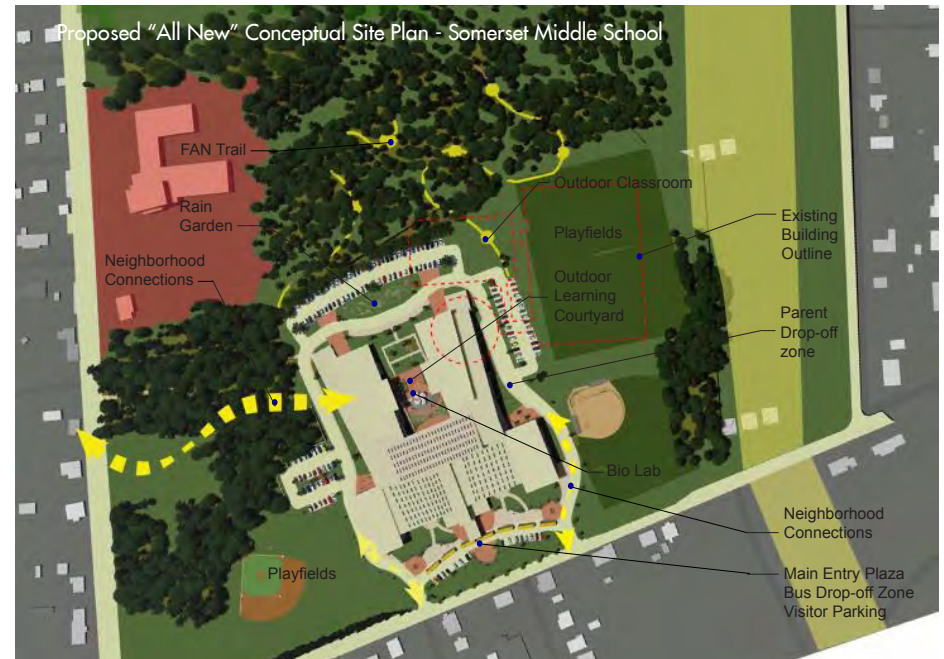 Proposed "All New" Conceptual Site Plan - Somerset Middle School
FAN Trail
Outdoor Classroom
Rain
Garden
Playfields
Existing
Building
Outline
Neighborhood
Connections
Outdoor
Learning
Courtyard
Parent
Drop-off
zone
Bio Lab
Neighborhood
Connections
Playfields
Main Entry Plaza
Bus Drop-off Zone
Visitor Parking